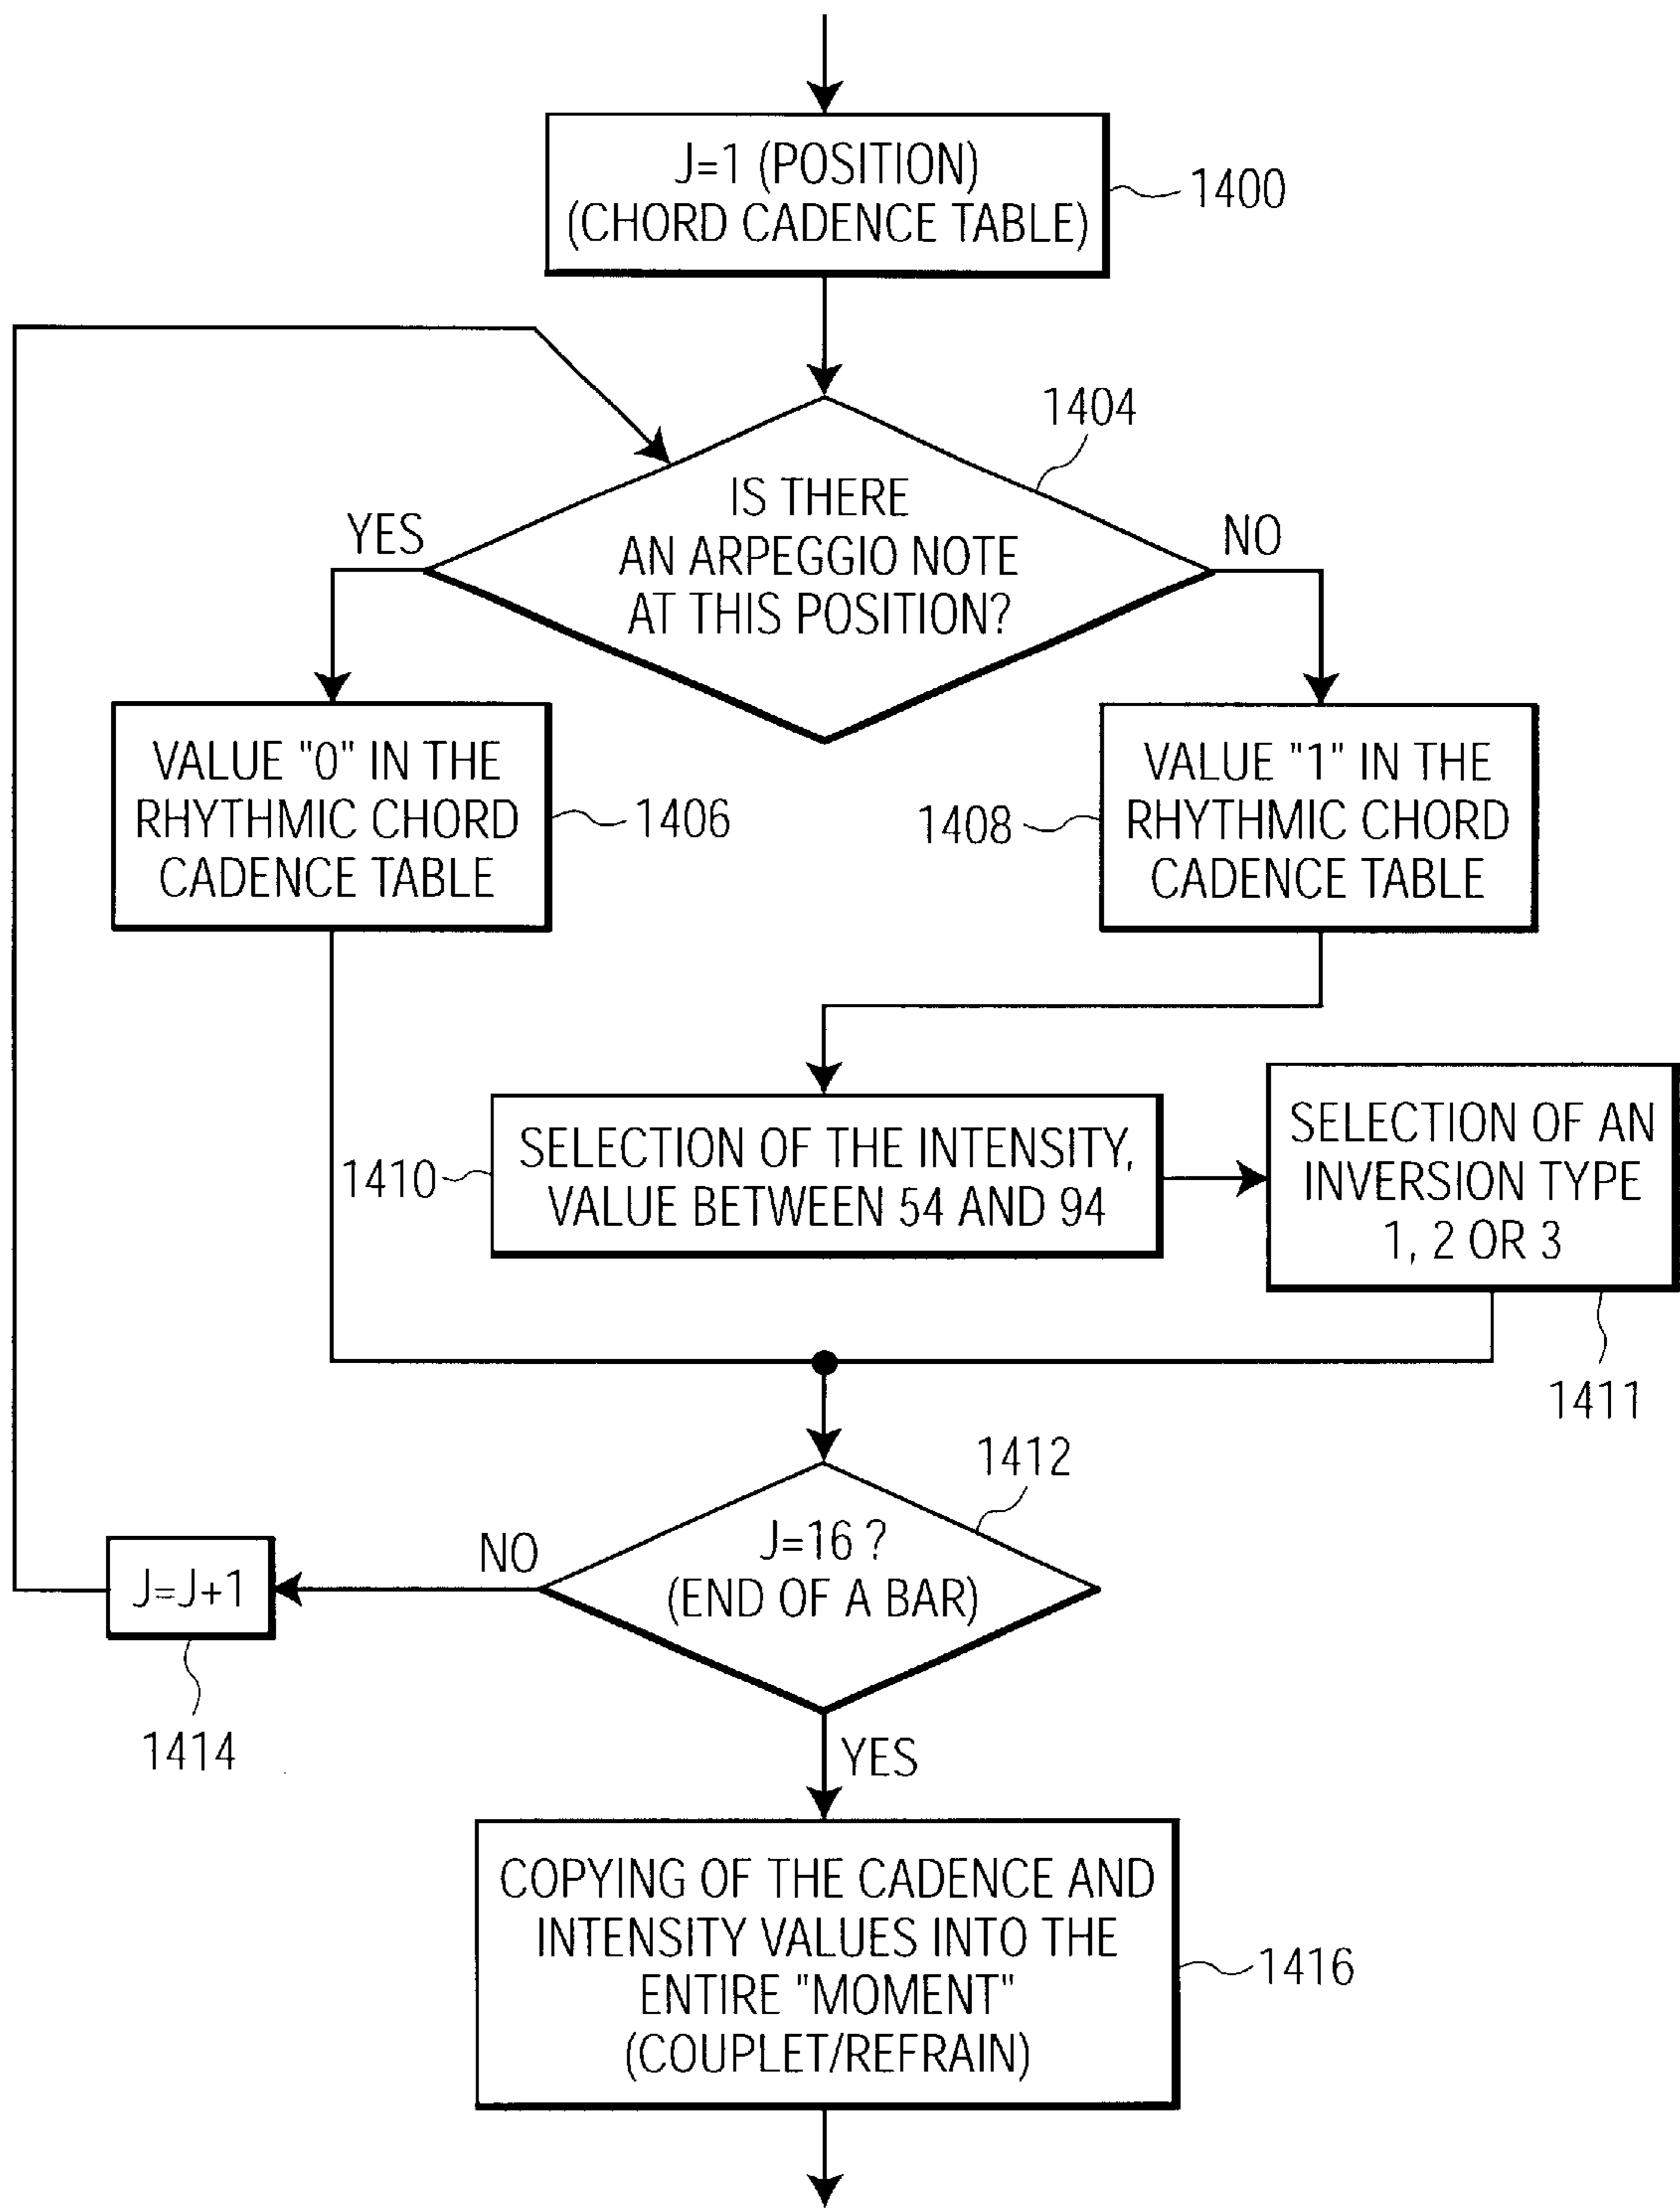 J=1 (POSITION)
(CHORD CADENCE TABLE)
1400
1404
IS THERE
AN ARPEGGIO NOTE
AT THIS POSITION?
YES
NO
VALUE "0" IN THE
RHYTHMIC CHORD
CADENCE TABLE
1406
1408
VALUE "1" IN THE
RHYTHMIC CHORD
CADENCE TABLE
1410
SELECTION OF THE INTENSITY,
VALUE BETWEEN 54 AND 94
SELECTION OF AN
INVERSION TYPE
1, 2 OR 3
1411
1412
J=16 ?
(END OF A BAR)
NO
J=J+1
1414
YES
COPYING OF THE CADENCE AND
INTENSITY VALUES INTO THE
ENTIRE "MOMENT"
(COUPLET/REFRAIN)
1416